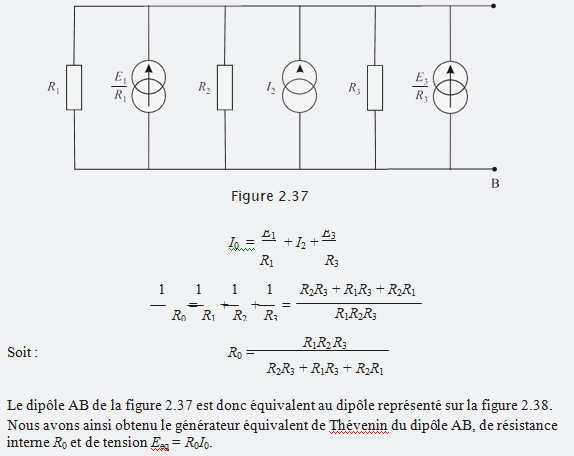 R1 E1 R1 R2 I2 R3 E3 R3
B
Figure 2.37
I0 = E1/R1 + I2 + E3/R3
1/R0 = 1/R1 + 1/R2 + 1/R3 = (R2R3 + R1R3 + R2R1)/(R1R2R3)
Soit : R0 = R1R2R3/(R2R3 + R1R3 + R2R1)
Le dipôle AB de la figure 2.37 est donc équivalent au dipôle représenté sur la figure 2.38.
Nous avons ainsi obtenu le générateur équivalent de Thévenin du dipôle AB, de résistance
interne R0 et de tension Eeq = R0I0.